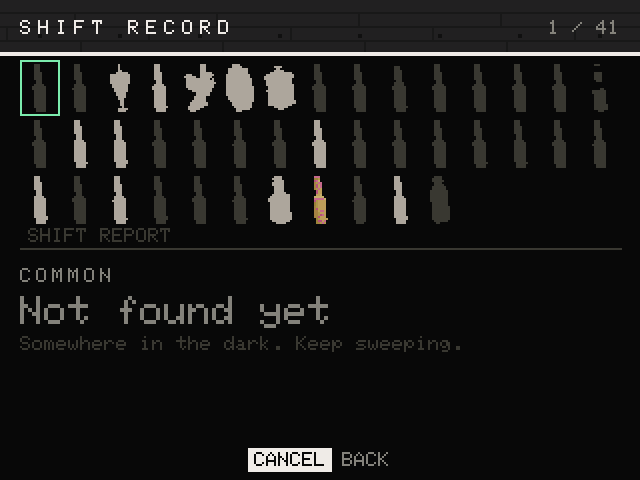 SHIFT RECORD
1 / 41
SHIFT REPORT
COMMON
Not found yet
Somewhere in the dark. Keep sweeping.
CANCEL BACK